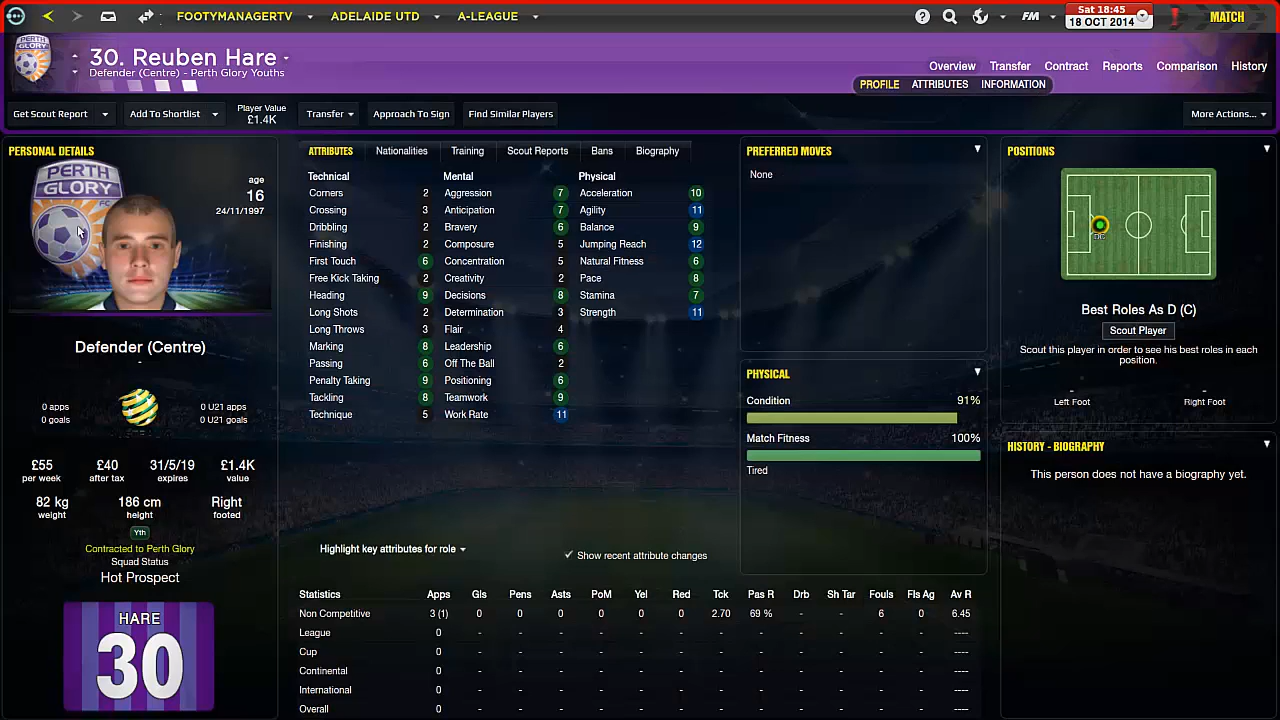 FOOTYMANAGERTV ADELAIDE UTD A-LEAGUE ? FM Sat 18:45 MATCH
18 OCT 2014
30. Reuben Hare
Defender (Centre) - Perth Glory Youths
Overview Transfer Contract Reports Comparison History
PROFILE ATTRIBUTES INFORMATION
Get Scout Report Add To Shortlist Player Value Transfer Approach To Sign Find Similar Players More Actions...
£1.4K
PERSONAL DETAILS
PERTH
GLORY
FC
age
16
24/11/1997
Defender (Centre)
-
0 apps 0 U21 apps
0 goals 0 U21 goals
£55 £40 31/5/19 £1.4K
per week after tax expires value
82 kg 186 cm Right
weight height footed
Yth
Contracted to Perth Glory
Squad Status
Hot Prospect
HARE
30
ATTRIBUTES Nationalities Training Scout Reports Bans Biography
Technical Mental Physical
Corners 2 Aggression 7 Acceleration 10
Crossing 3 Anticipation 7 Agility 11
Dribbling 2 Bravery 6 Balance 9
Finishing 2 Composure 5 Jumping Reach 12
First Touch 6 Concentration 5 Natural Fitness 6
Free Kick Taking 2 Creativity 2 Pace 8
Heading 9 Decisions 8 Stamina 7
Long Shots 2 Determination 3 Strength 11
Long Throws 3 Flair 4
Marking 8 Leadership 6
Passing 6 Off The Ball 2
Penalty Taking 9 Positioning 6
Tackling 8 Teamwork 9
Technique 5 Work Rate 11
Highlight key attributes for role ✓ Show recent attribute changes
Statistics Apps Gls Pens Asts PoM Yel Red Tck Pas R Drb Sh Tar Fouls Fls Ag Av R
Non Competitive 3 (1) 0 0 0 0 0 0 2.70 69 % - - 6 0 6.45
League 0 - - - - - - - - - - - - ----
Cup 0 - - - - - - - - - - - - ----
Continental 0 - - - - - - - - - - - - ----
International 0 - - - - - - - - - - - - ----
Overall 0 - - - - - - - - - - - - ----
PREFERRED MOVES
None
PHYSICAL
Condition 91%
Match Fitness 100%
Tired
POSITIONS
DC
Best Roles As D (C)
Scout Player
Scout this player in order to see his best roles in each
position.
- -
Left Foot Right Foot
HISTORY - BIOGRAPHY
This person does not have a biography yet.